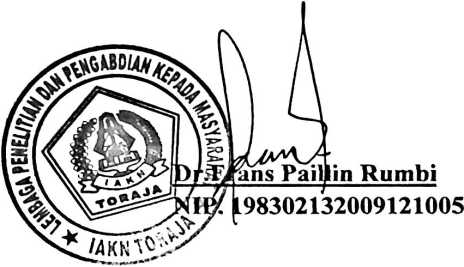 LEMBAGA PENELITIAN DAN PENGABDIAN KEPADA MASYARAKAT
IAKN
TORAJA
IAKN TORAJA
Dr. Frans Paillin Rumbi
NIP. 198302132009121005